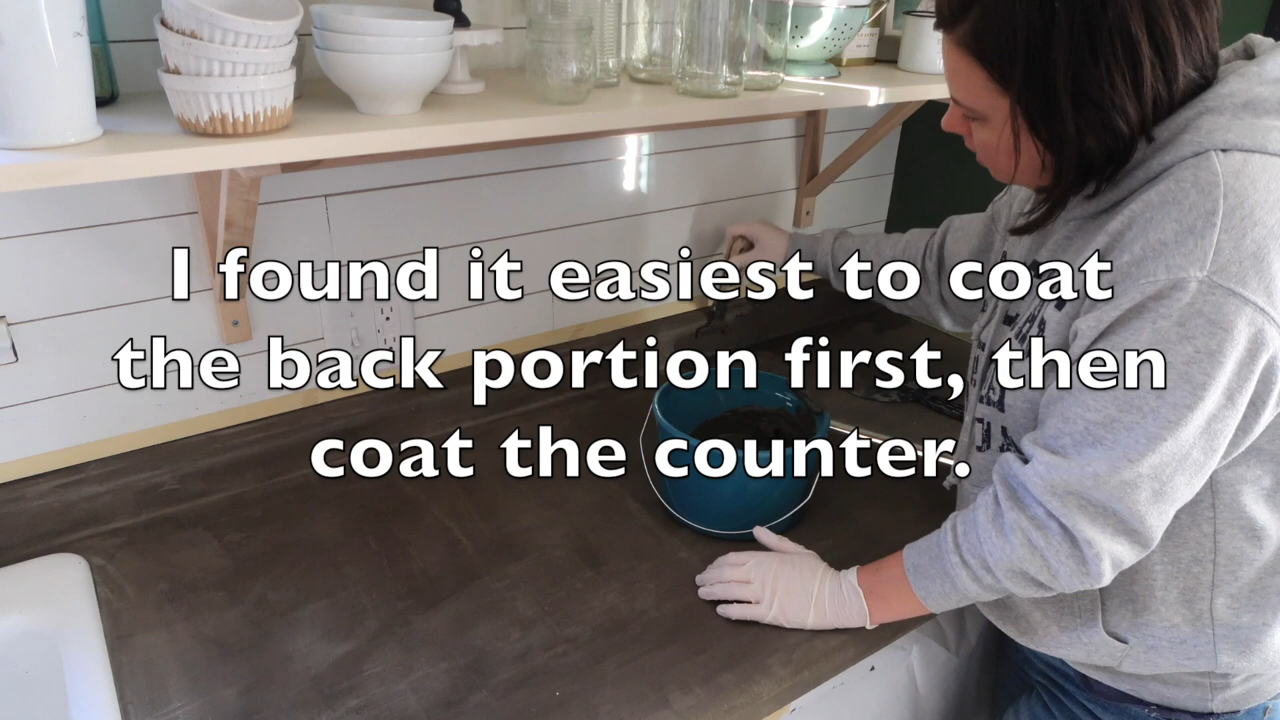 I found it easiest to coat
the back portion first, then
coat the counter.